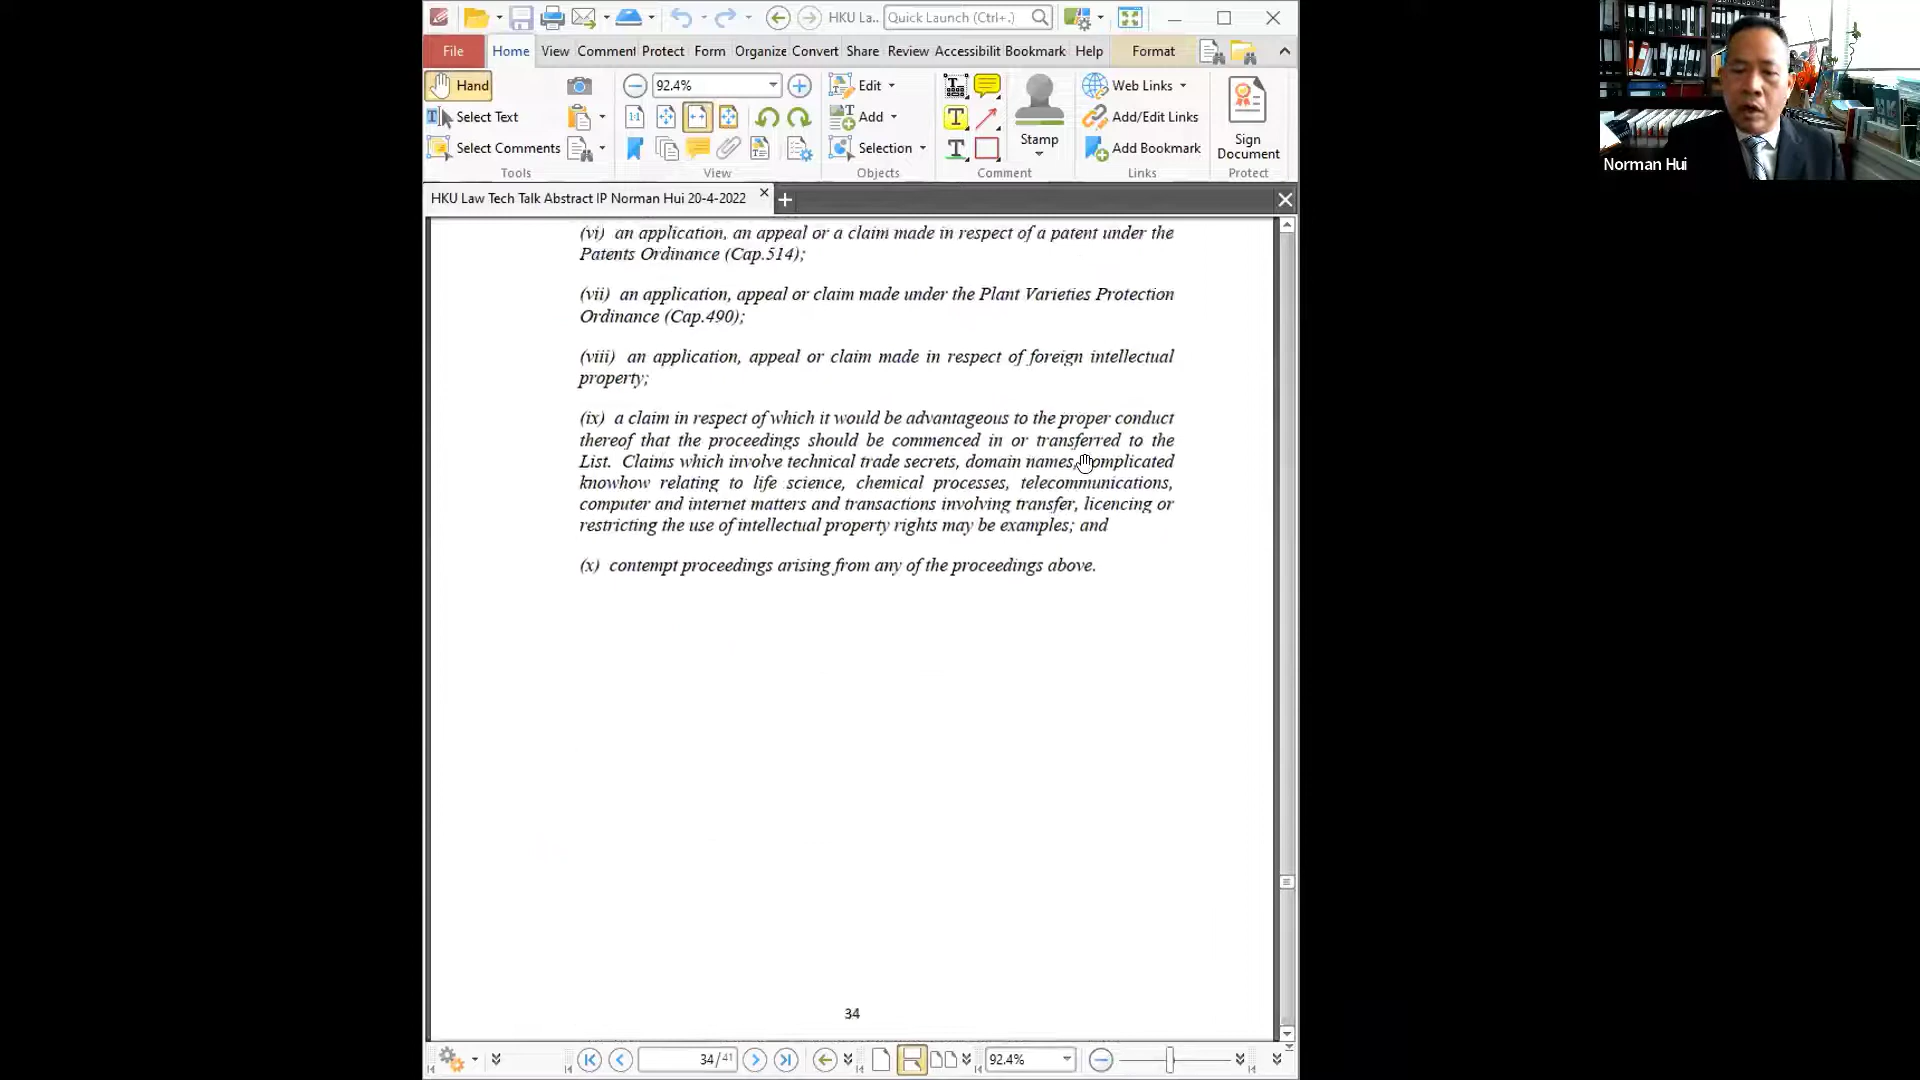 HKU La..
Quick Launch (Ctrl+.)
File
Home
View
Comment
Protect
Form
Organize
Convert
Share
Review
Accessibilit
Bookmark
Help
Format
Hand
92.4%
Edit
Web Links
Select Text
Add
Add/Edit Links
Select Comments
Selection
Stamp
Add Bookmark
Sign
Document
Tools
View
Objects
Comment
Links
Protect
HKU Law Tech Talk Abstract IP Norman Hui 20-4-2022
(vi) an application, an appeal or a claim made in respect of a patent under the
Patents Ordinance (Cap.514);
(vii) an application, appeal or claim made under the Plant Varieties Protection
Ordinance (Cap.490);
(viii) an application, appeal or claim made in respect of foreign intellectual
property;
(ix) a claim in respect of which it would be advantageous to the proper conduct
thereof that the proceedings should be commenced in or transferred to the
List. Claims which involve technical trade secrets, domain names, complicated
knowhow relating to life science, chemical processes, telecommunications,
computer and internet matters and transactions involving transfer, licencing or
restricting the use of intellectual property rights may be examples; and
(x) contempt proceedings arising from any of the proceedings above.
34
34 / 41
92.4%
Norman Hui